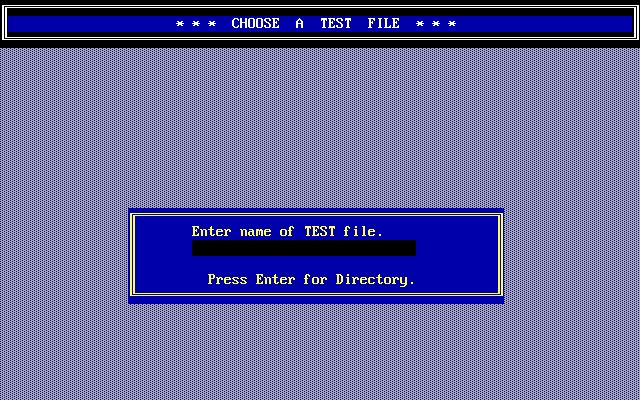 * * * CHOOSE A TEST FILE * * *
Enter name of TEST file.
Press Enter for Directory.